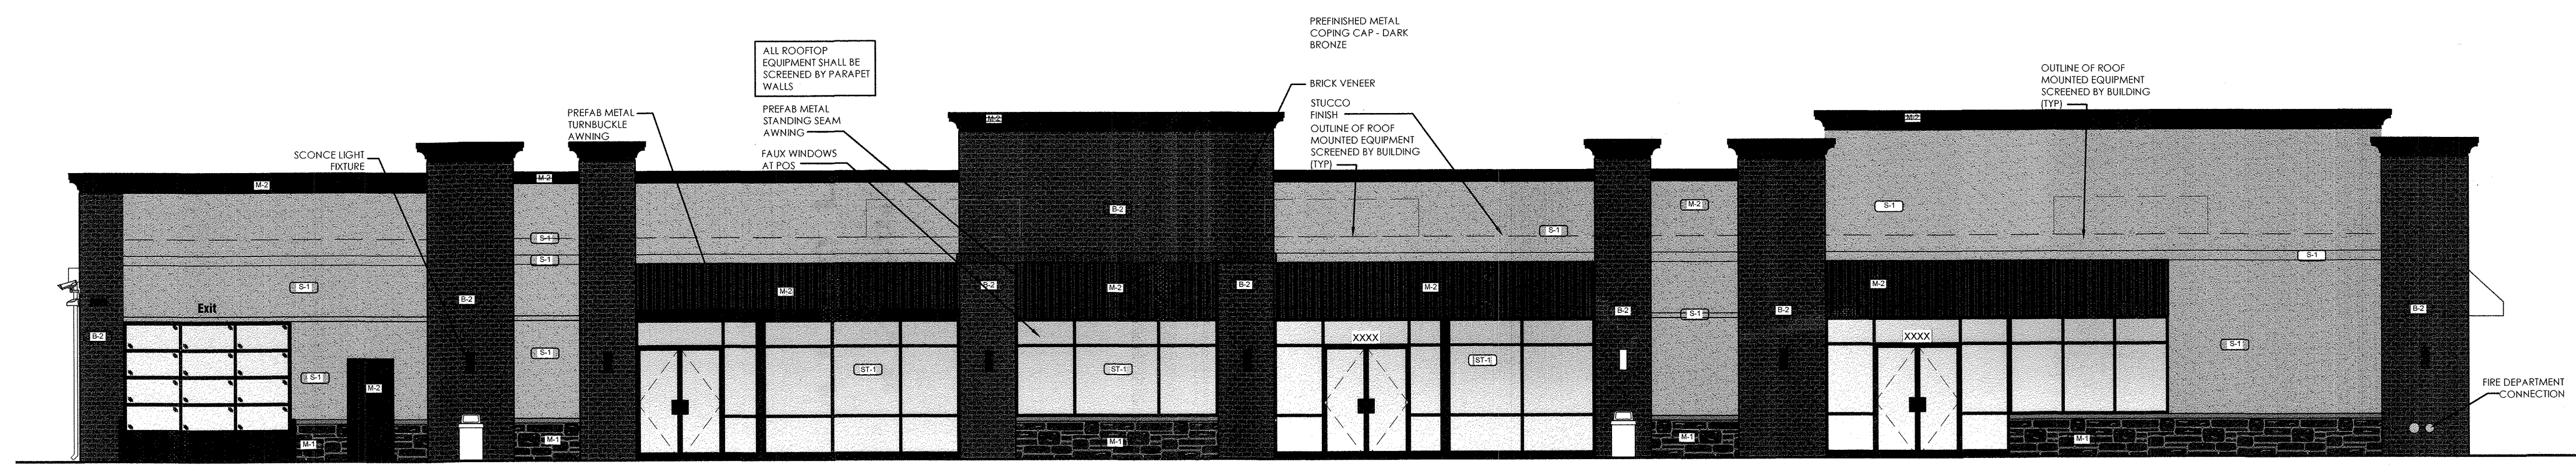 PREFINISHED METAL
COPING CAP - DARK
BRONZE
ALL ROOFTOP
EQUIPMENT SHALL BE
SCREENED BY PARAPET
WALLS
BRICK VENEER
OUTLINE OF ROOF
MOUNTED EQUIPMENT
SCREENED BY BUILDING
(TYP)
PREFAB METAL
TURNBUCKLE
AWNING
PREFAB METAL
STANDING SEAM
AWNING
STUCCO
FINISH
OUTLINE OF ROOF
MOUNTED EQUIPMENT
SCREENED BY BUILDING
(TYP)
SCONCE LIGHT
FIXTURE
FAUX WINDOWS
AT POS
M-2
M-2
M-2
M-2
M-2
S-1
B-2
S-1
S-1
S-1
S-1
S-1
B-2
M-2
B-2
M-2
B-2
M-2
M-2
Exit
B-2
B-2
B-2
S-1
B-2
B-2
XXXX
XXXX
S-1
S-1
ST-1
ST-1
ST-1
S-1
M-2
FIRE DEPARTMENT
CONNECTION
M-1
M-1
M-1
M-1
M-1